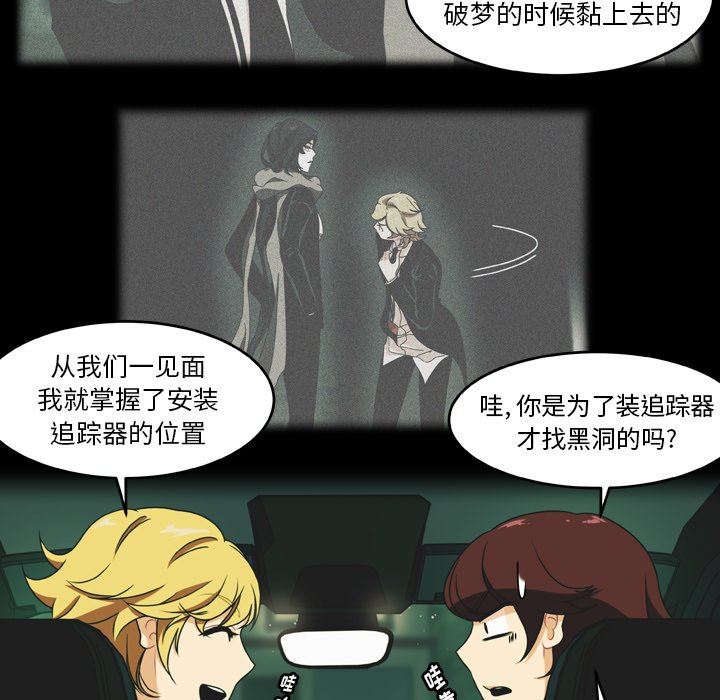 破梦的时候黏上去的
从我们一见面
我就掌握了安装
追踪器的位置
哇,你是为了装追踪器
才找黑洞的吗?
哇
哇